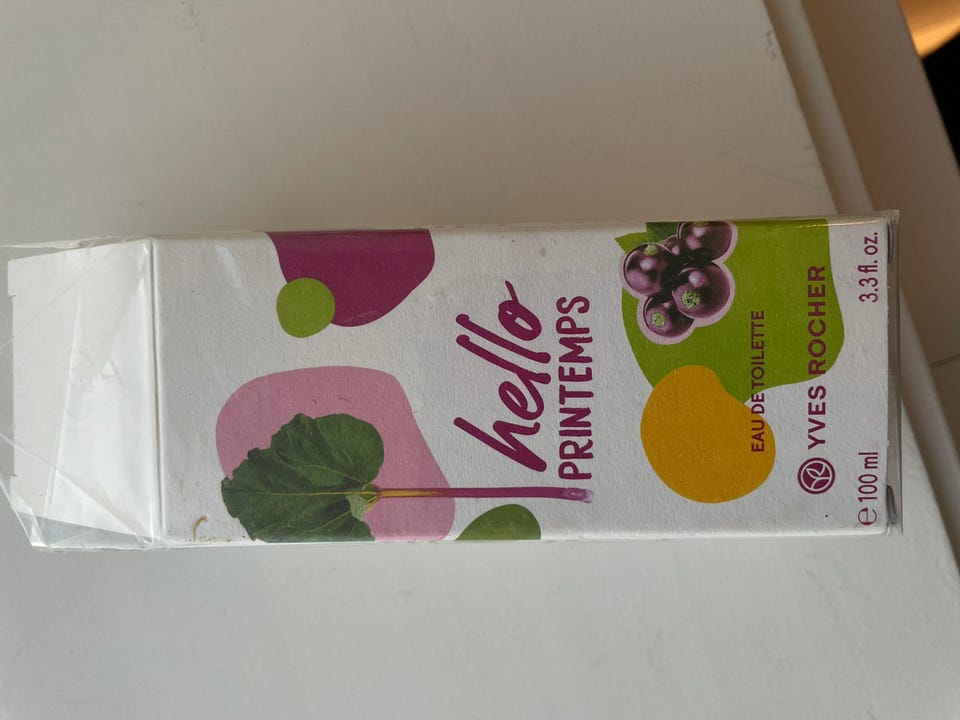 hello
PRINTEMPS
EAU DE TOILETTE
YVES ROCHER
℮ 100 ml 3.3 fl. oz.